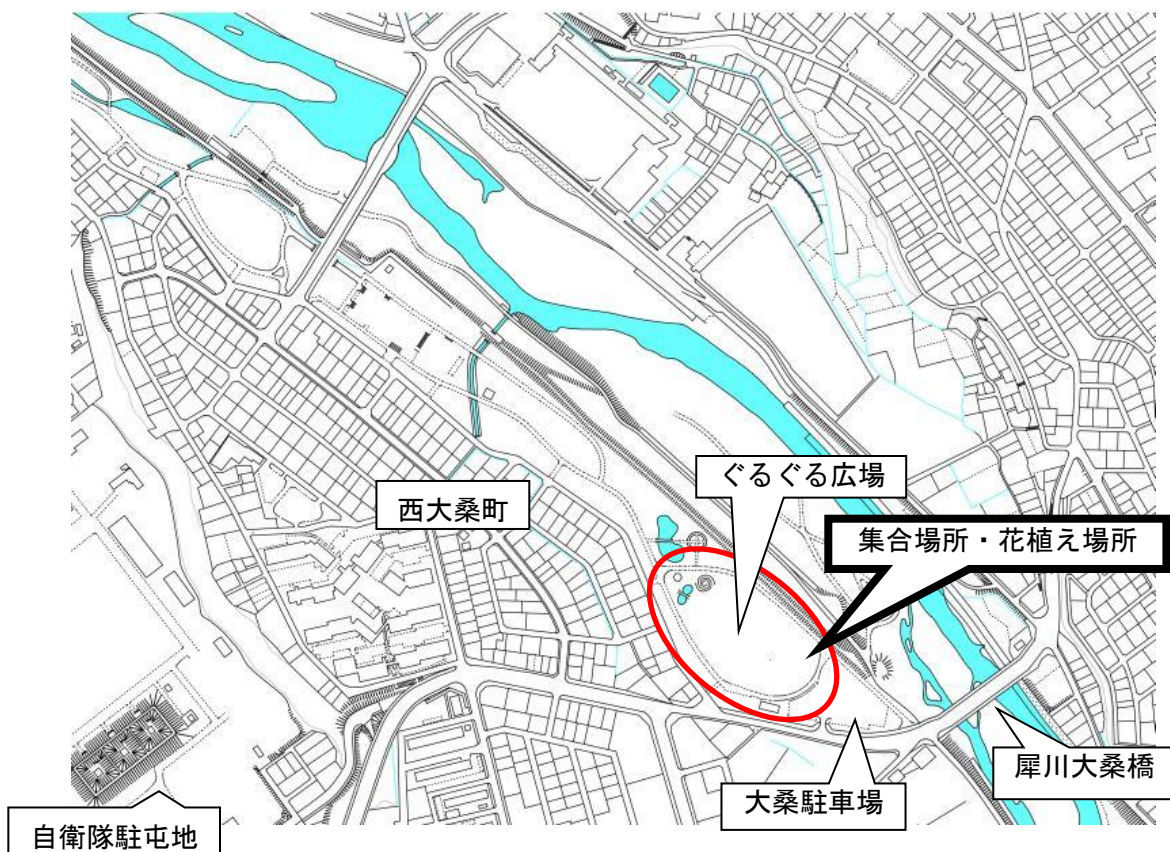 ぐるぐる広場
西大桑町
集合場所・花植え場所
犀川大桑橋
大桑駐車場
自衛隊駐屯地